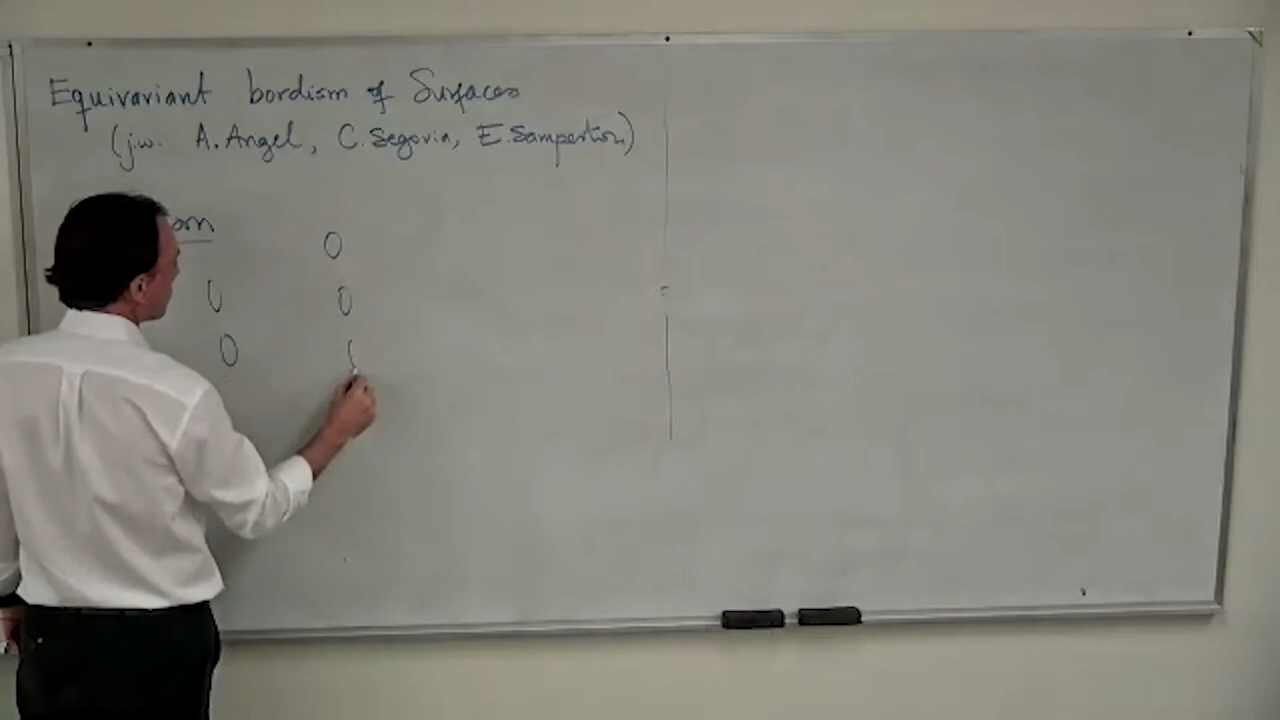 Equivariant bordism of Surfaces
(j.w. A. Angel, C. Segovia, E. Samperton)